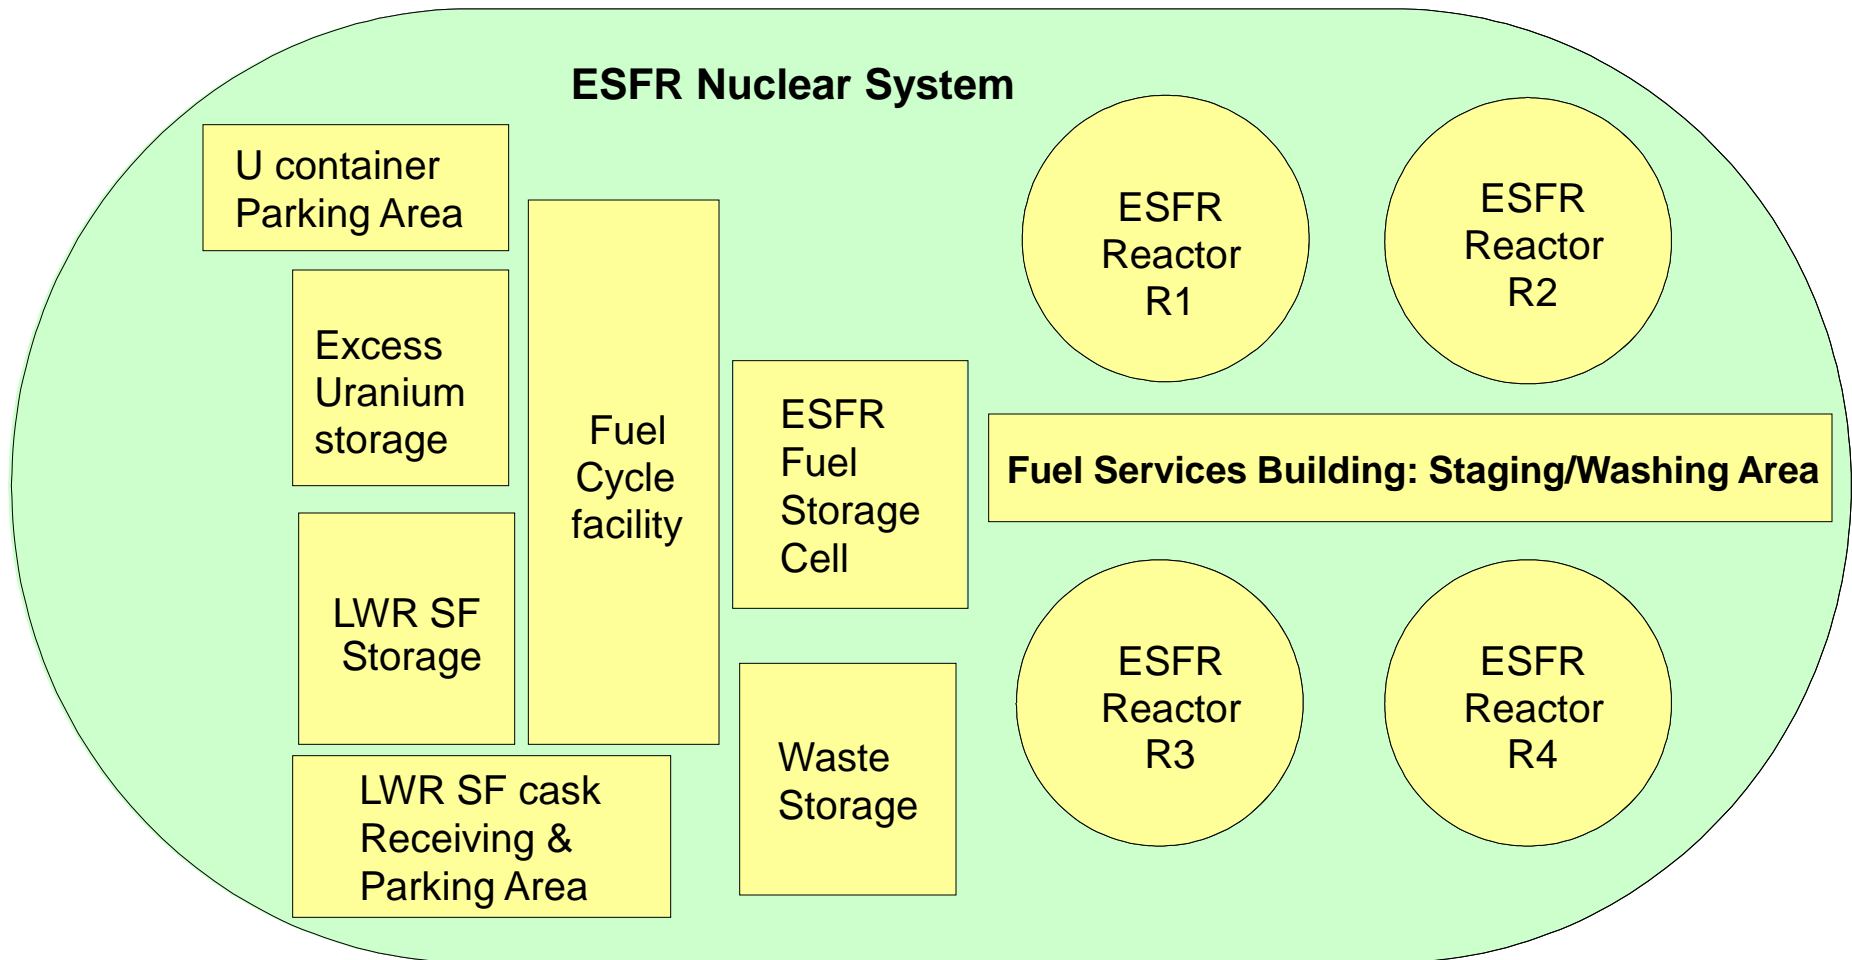 ESFR Nuclear System
U container
Parking Area
Excess
Uranium
storage
LWR SF
Storage
LWR SF cask
Receiving &
Parking Area
Fuel
Cycle
facility
ESFR
Fuel
Storage
Cell
Waste
Storage
ESFR
Reactor
R1
ESFR
Reactor
R2
Fuel Services Building: Staging/Washing Area
ESFR
Reactor
R3
ESFR
Reactor
R4